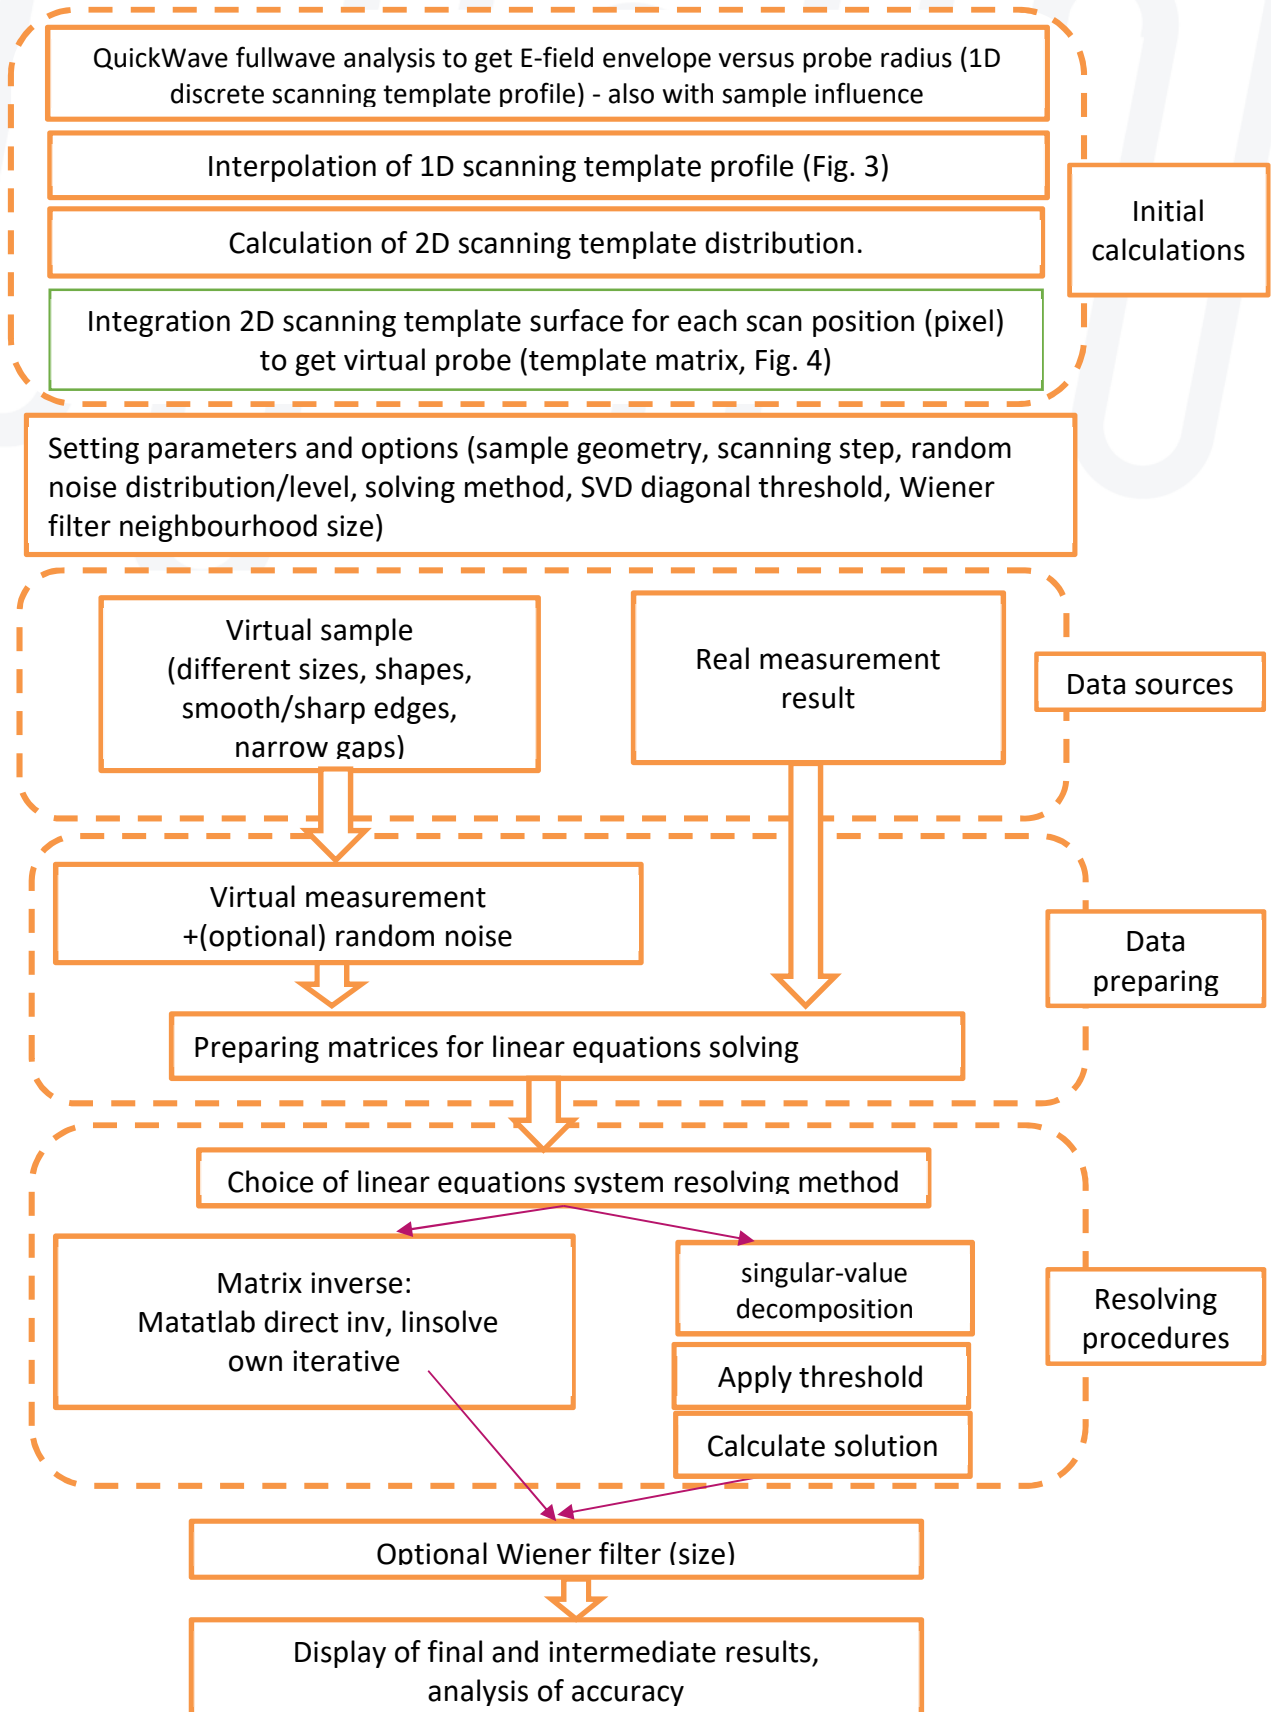 QuickWave fullwave analysis to get E-field envelope versus probe radius (1D
discrete scanning template profile) - also with sample influence
Interpolation of 1D scanning template profile (Fig. 3)
Calculation of 2D scanning template distribution.
Integration 2D scanning template surface for each scan position (pixel)
to get virtual probe (template matrix, Fig. 4)
Initial
calculations
Setting parameters and options (sample geometry, scanning step, random
noise distribution/level, solving method, SVD diagonal threshold, Wiener
filter neighbourhood size)
Virtual sample
(different sizes, shapes,
smooth/sharp edges,
narrow gaps)
Real measurement
result
Data sources
Virtual measurement
+(optional) random noise
Preparing matrices for linear equations solving
Data
preparing
Choice of linear equations system resolving method
Matrix inverse:
Matatlab direct inv, linsolve
own iterative
singular-value
decomposition
Apply threshold
Calculate solution
Resolving
procedures
Optional Wiener filter (size)
Display of final and intermediate results,
analysis of accuracy